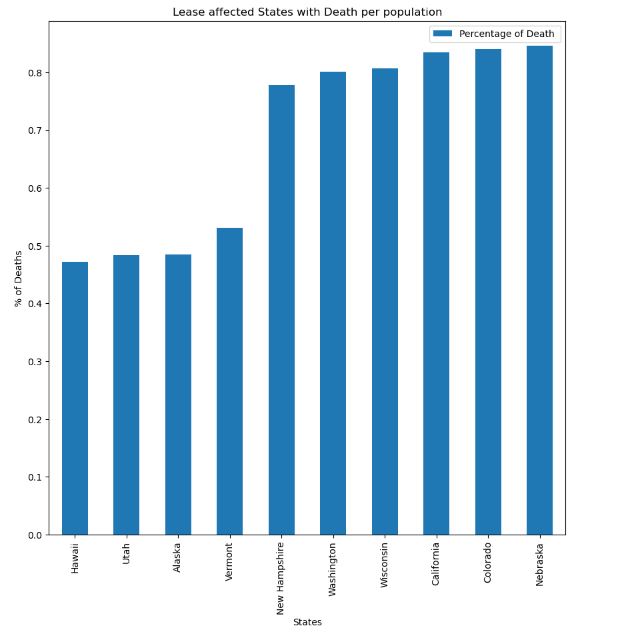 Lease affected States with Death per population
Percentage of Death
% of Deaths
0.8
0.7
0.6
0.5
0.4
0.3
0.2
0.1
0.0
Hawaii
Utah
Alaska
Vermont
New Hampshire
Washington
Wisconsin
California
Colorado
Nebraska
States